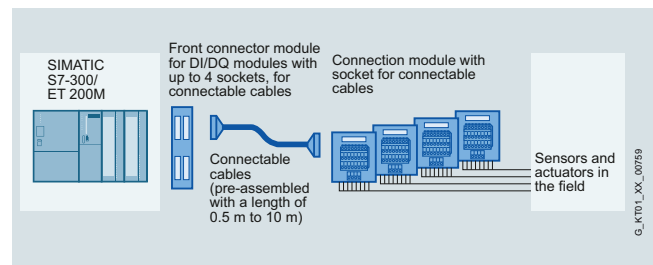 SIMATIC
S7-300/
ET 200M
Front connector module
for DI/DQ modules with
up to 4 sockets, for
connectable cables
Connectable
cables
(pre-assembled
with a length of
0.5 m to 10 m)
Connection module with
socket for connectable
cables
Sensors and
actuators in
the field
G_KT01_XX_00759